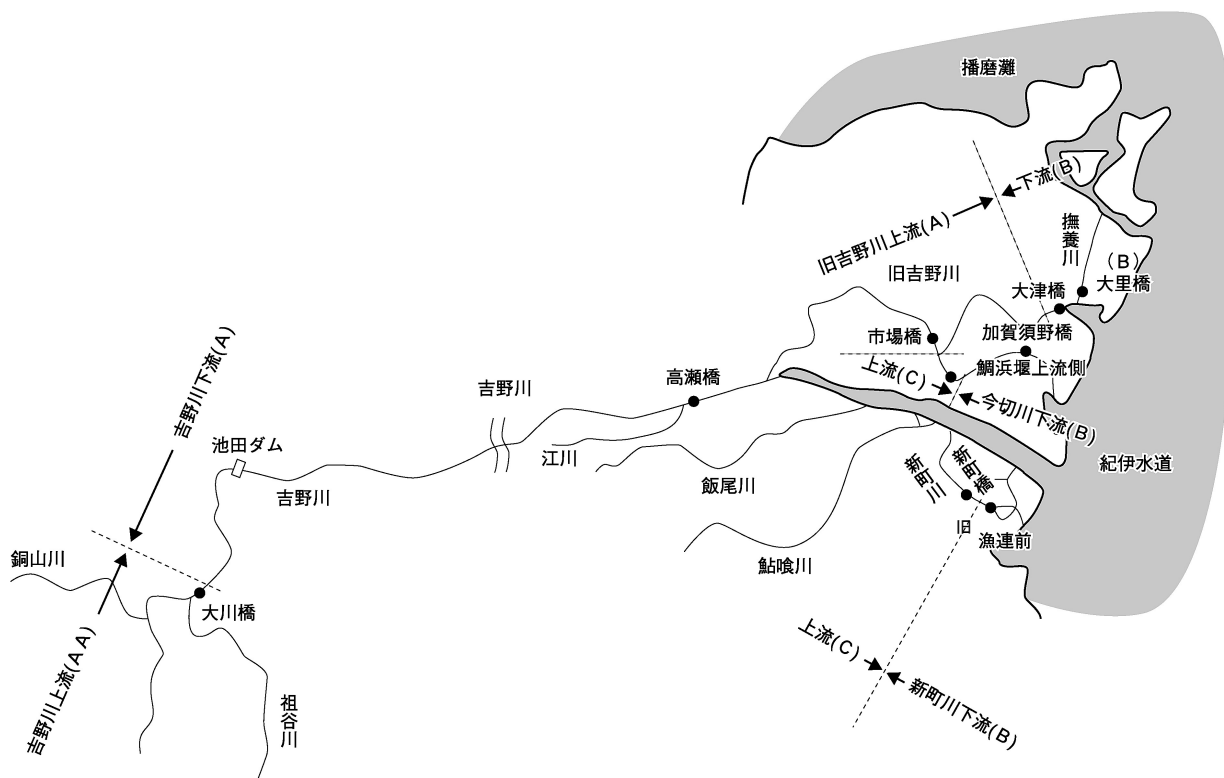 播磨灘
下流(B)
旧吉野川上流(A)
撫養川
(B)
大里橋
旧吉野川
大津橋
市場橋
加賀須野橋
上流(C)
鯛浜堰上流側
今切川下流(B)
高瀬橋
吉野川
吉野川下流(A)
池田ダム
吉野川
江川
飯尾川
新町川
新町橋
紀伊水道
旧
漁連前
鮎喰川
銅山川
大川橋
吉野川上流(AA)
祖谷川
上流(C)
新町川下流(B)